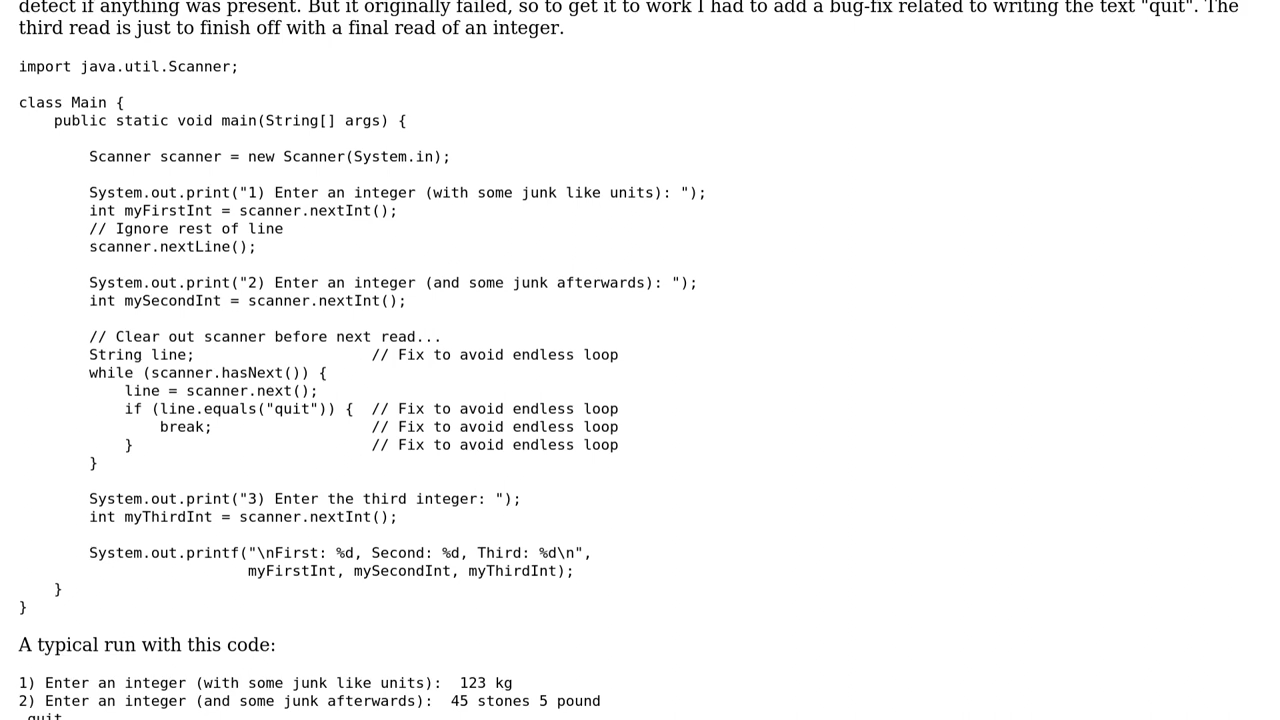 detect if anything was present. But it originally failed, so to get it to work I had to add a bug-fix related to writing the text "quit". The
third read is just to finish off with a final read of an integer.
import java.util.Scanner;
class Main {
    public static void main(String[] args) {
        Scanner scanner = new Scanner(System.in);
        System.out.print("1) Enter an integer (with some junk like units): ");
        int myFirstInt = scanner.nextInt();
        // Ignore rest of line
        scanner.nextLine();
        System.out.print("2) Enter an integer (and some junk afterwards): ");
        int mySecondInt = scanner.nextInt();
        // Clear out scanner before next read...
        String line;                    // Fix to avoid endless loop
        while (scanner.hasNext()) {
            line = scanner.next();
            if (line.equals("quit")) {  // Fix to avoid endless loop
                break;                  // Fix to avoid endless loop
            }                           // Fix to avoid endless loop
        }
        System.out.print("3) Enter the third integer: ");
        int myThirdInt = scanner.nextInt();
        System.out.printf("\nFirst: %d, Second: %d, Third: %d\n",
                          myFirstInt, mySecondInt, myThirdInt);
    }
}
A typical run with this code:
1) Enter an integer (with some junk like units):  123 kg
2) Enter an integer (and some junk afterwards):  45 stones 5 pound
 quit